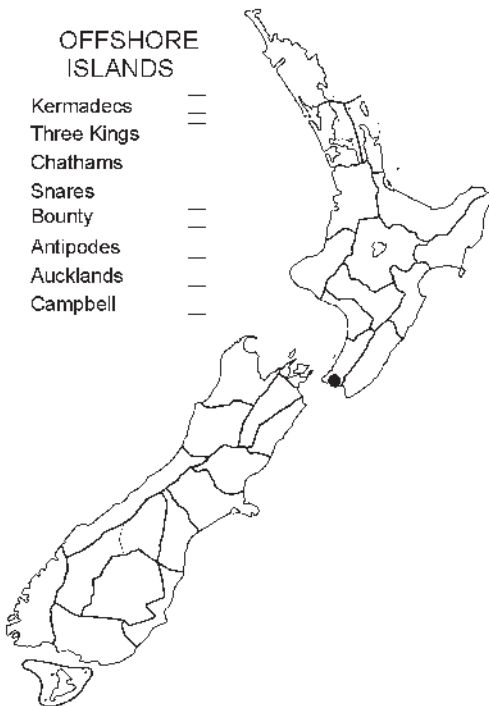 OFFSHORE
ISLANDS
Kermadecs
Three Kings
Chathams
Snares
Bounty
Antipodes
Aucklands
Campbell